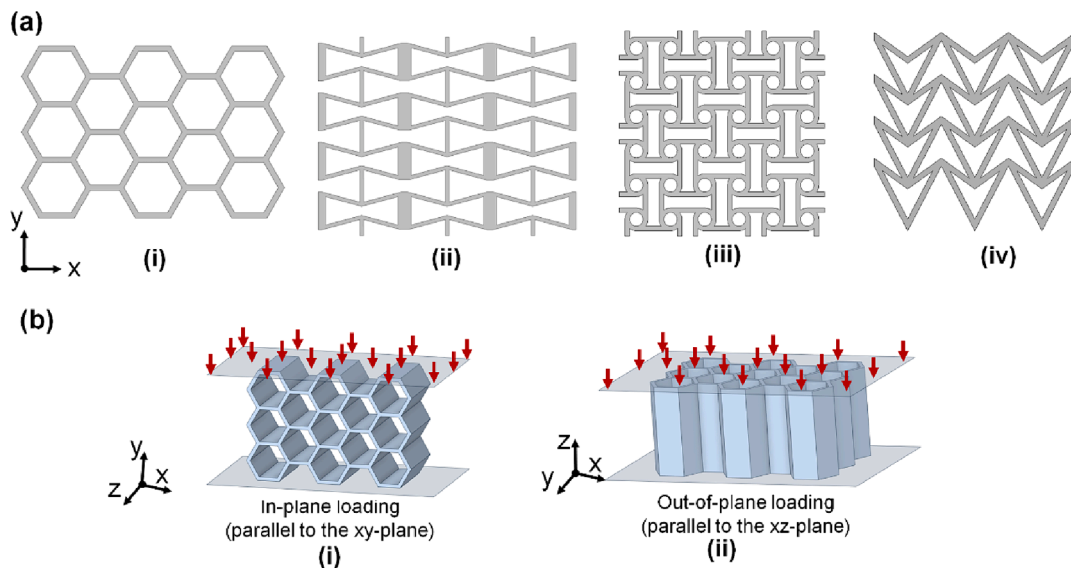 (a)
y
x
(i)
(ii)
(iii)
(iv)
(b)
y
x
z
In-plane loading
(parallel to the xy-plane)
(i)
z
x
y
Out-of-plane loading
(parallel to the xz-plane)
(ii)